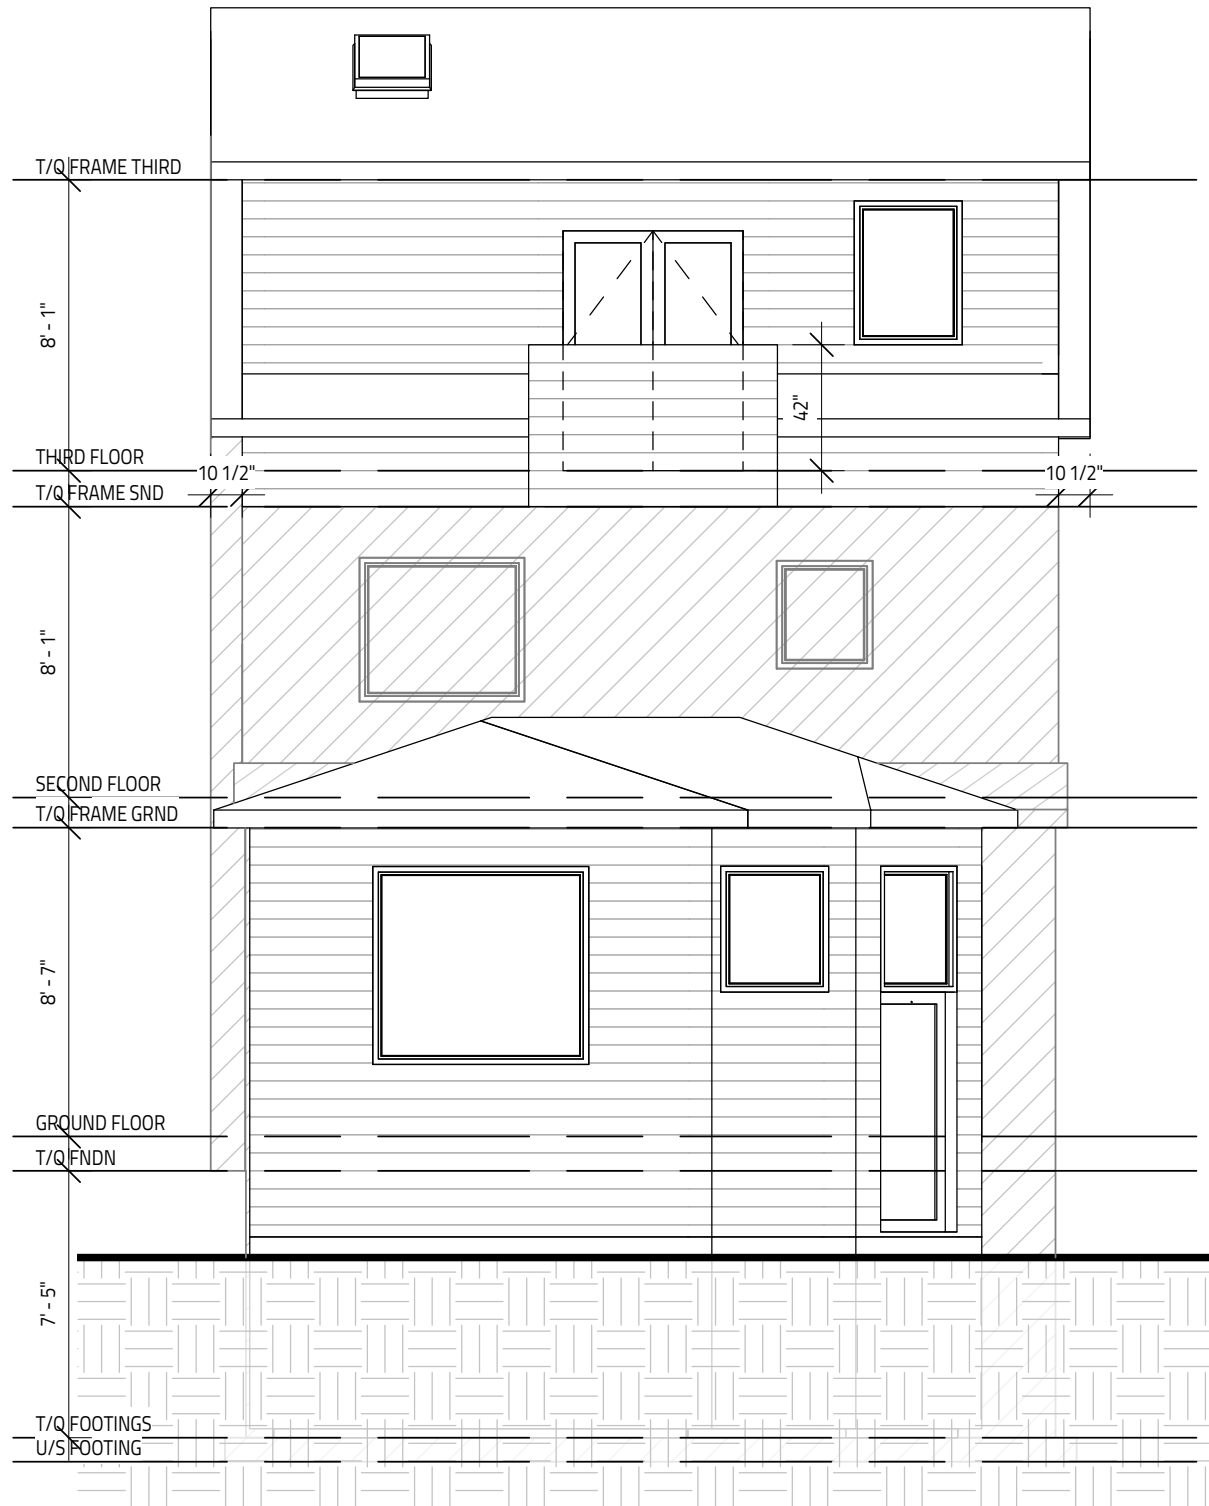 T/O FRAME THIRD
8' - 1"
42"
THIRD FLOOR
10 1/2"
10 1/2"
T/O FRAME SND
8' - 1"
SECOND FLOOR
T/O FRAME GRND
8' - 7"
GROUND FLOOR
T/O FNDN
7' - 5"
T/O FOOTINGS
U/S FOOTING